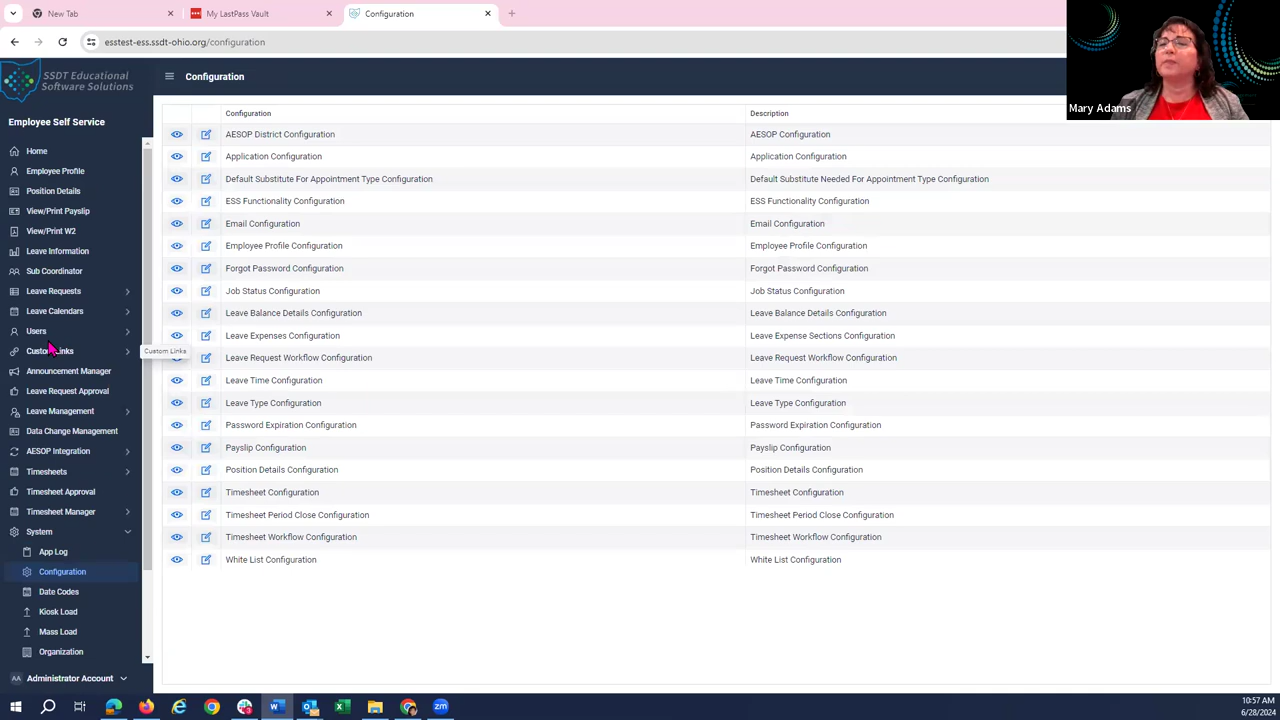 New Tab
My LastPass Vault
Configuration
esstest-ess.ssdt-ohio.org/configuration
SSDT Educational
Software Solutions
Configuration
Mary Adams
Employee Self Service
Home
Employee Profile
Position Details
View/Print Payslip
View/Print W2
Leave Information
Sub Coordinator
Leave Requests
Leave Calendars
Users
Custom Links
Custom Links
Announcement Manager
Leave Request Approval
Leave Management
Data Change Management
AESOP Integration
Timesheets
Timesheet Approval
Timesheet Manager
System
App Log
Configuration
Date Codes
Kiosk Load
Mass Load
Organization
AA Administrator Account
Configuration Description
AESOP District Configuration AESOP Configuration
Application Configuration Application Configuration
Default Substitute For Appointment Type Configuration Default Substitute Needed For Appointment Type Configuration
ESS Functionality Configuration ESS Functionality Configuration
Email Configuration Email Configuration
Employee Profile Configuration Employee Profile Configuration
Forgot Password Configuration Forgot Password Configuration
Job Status Configuration Job Status Configuration
Leave Balance Details Configuration Leave Balance Details Configuration
Leave Expenses Configuration Leave Expense Sections Configuration
Leave Request Workflow Configuration Leave Request Workflow Configuration
Leave Time Configuration Leave Time Configuration
Leave Type Configuration Leave Type Configuration
Password Expiration Configuration Password Expiration Configuration
Payslip Configuration Payslip Configuration
Position Details Configuration Position Details Configuration
Timesheet Configuration Timesheet Configuration
Timesheet Period Close Configuration Timesheet Period Close Configuration
Timesheet Workflow Configuration Timesheet Workflow Configuration
White List Configuration White List Configuration
10:57 AM
6/28/2024